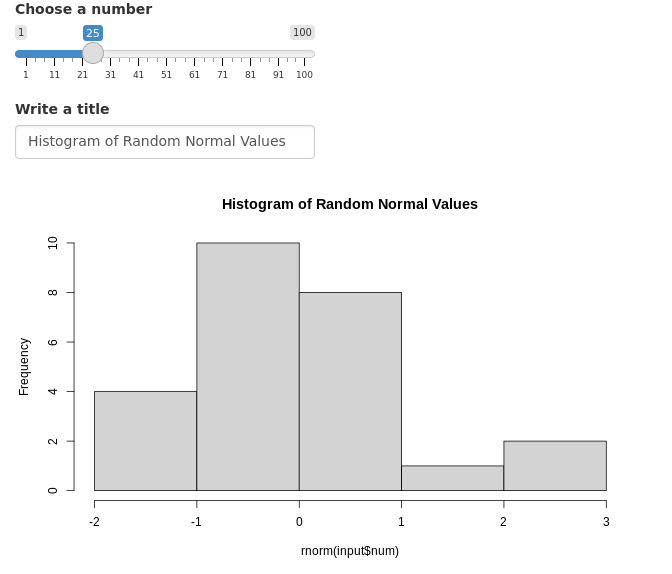 Choose a number
1 25 100
1 11 21 31 41 51 61 71 81 91 100
Write a title
Histogram of Random Normal Values
Histogram of Random Normal Values
10
8
6
4
2
0
Frequency
-2 -1 0 1 2 3
rnorm(input$num)